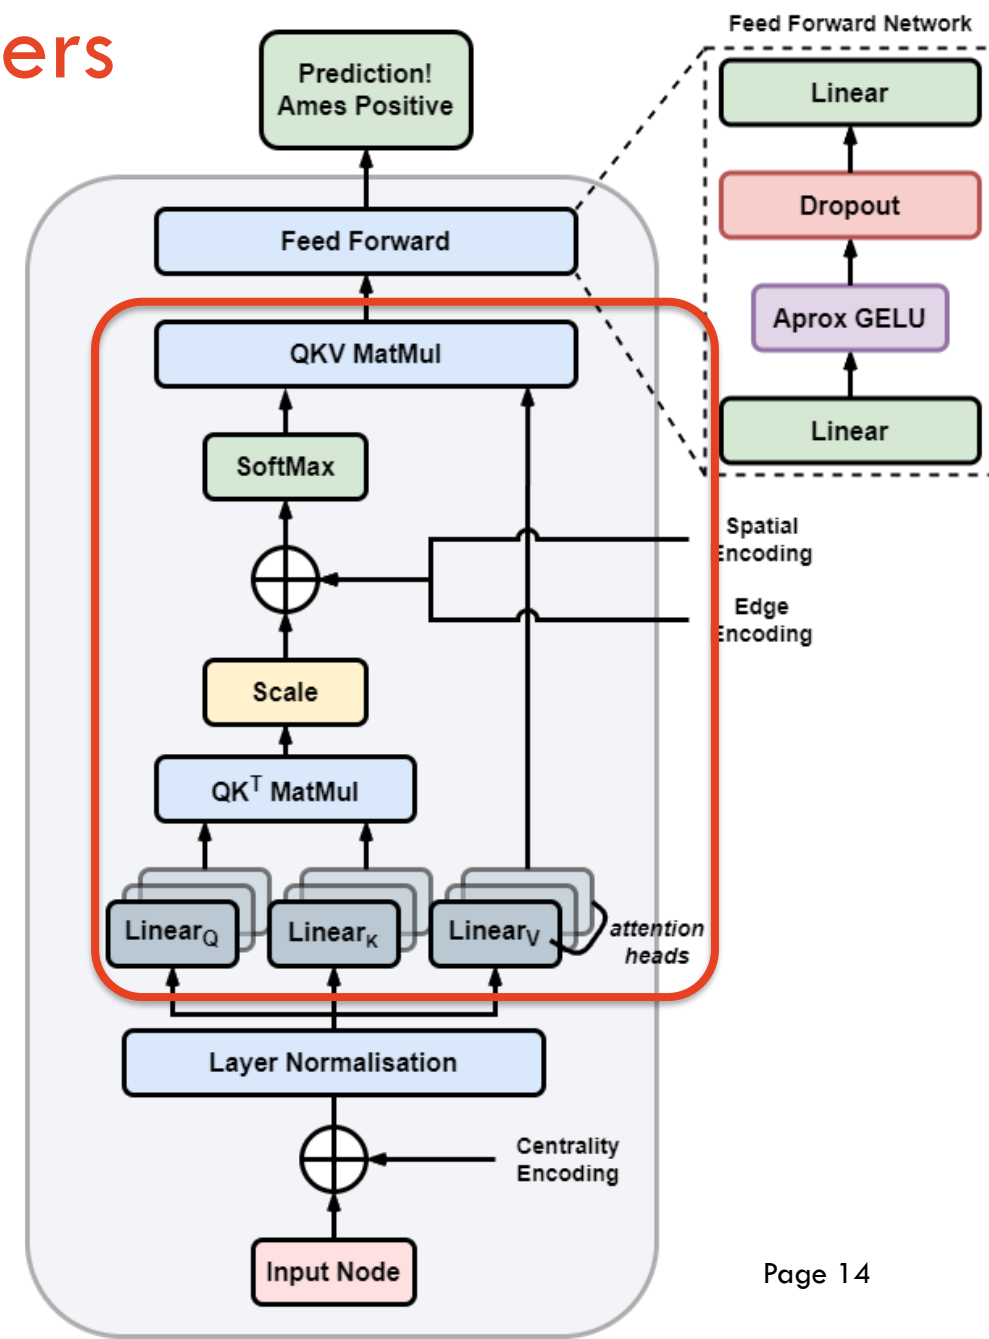 ers
Feed Forward Network
Prediction!
Ames Positive
Linear
Dropout
Aprox GELU
Linear
Feed Forward
QKV MatMul
SoftMax
Spatial
Encoding
Edge
Encoding
Scale
QKᵀ MatMul
LinearQ
LinearK
LinearV
attention
heads
Layer Normalisation
Centrality
Encoding
Input Node
Page 14